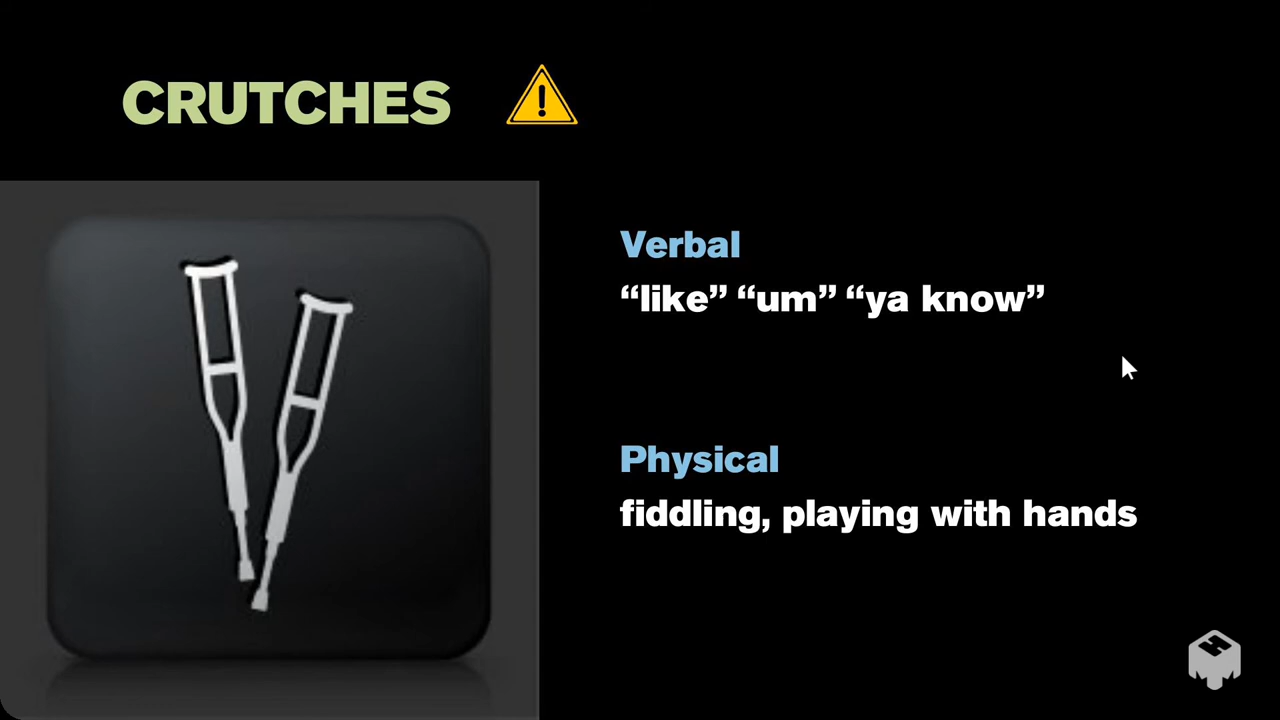 CRUTCHES
Verbal
“like” “um” “ya know”
Physical
fiddling, playing with hands